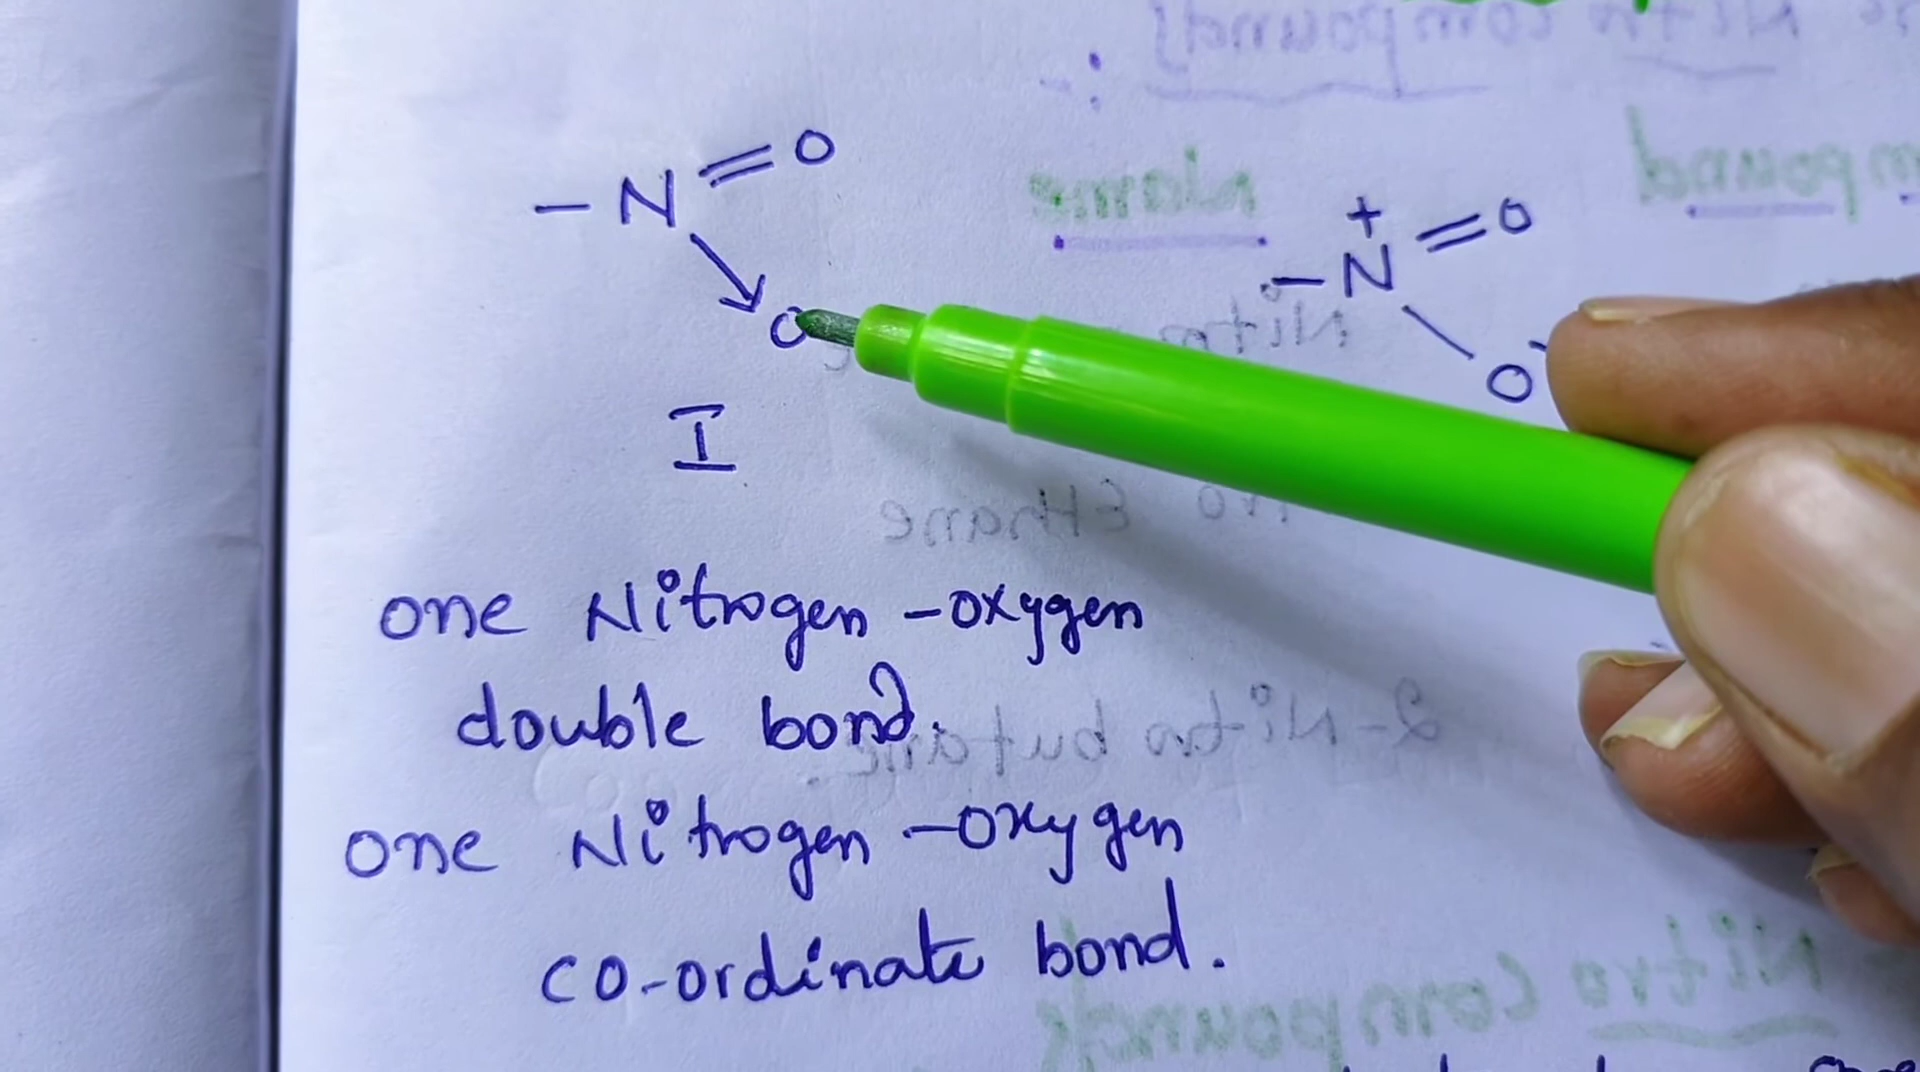 - N = O
→ O
I
+
- N = O
O
one Nitrogen - oxygen
double bond.
one Nitrogen - oxygen
co-ordinate bond.